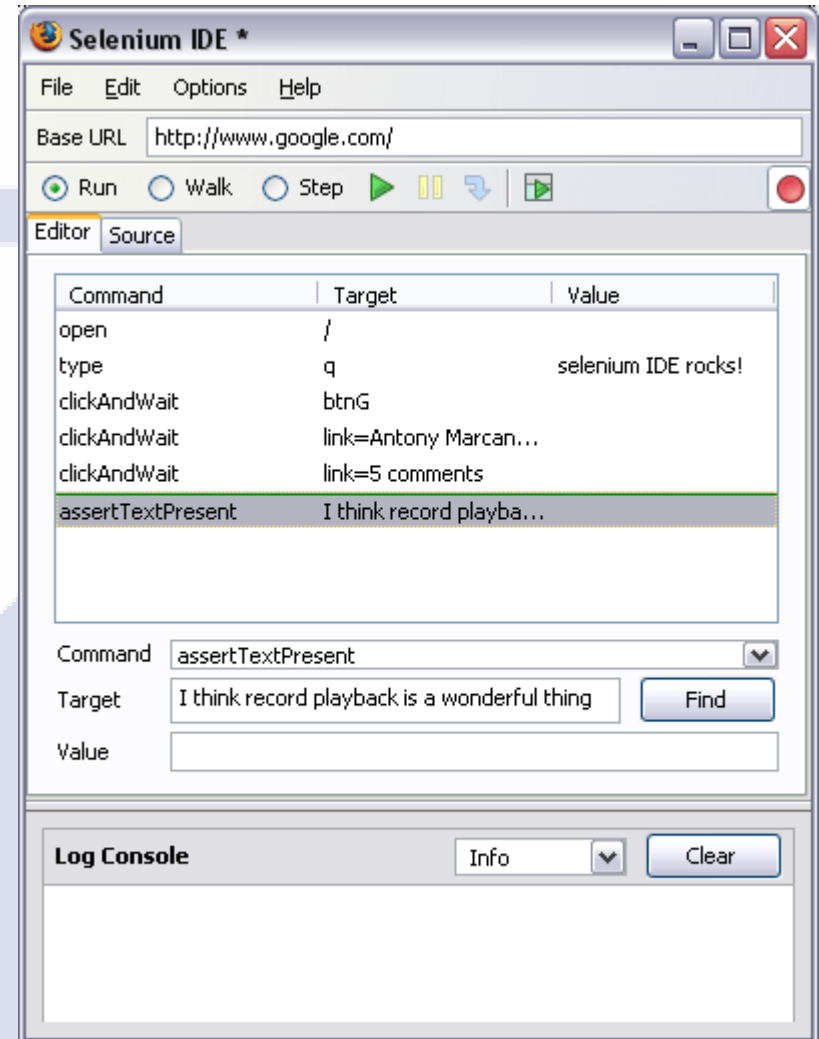 Selenium IDE *
File Edit Options Help
Base URL http://www.google.com/
Run Walk Step
Editor Source
Command Target Value
open /
type q selenium IDE rocks!
clickAndWait btnG
clickAndWait link=Antony Marcan...
clickAndWait link=5 comments
assertTextPresent I think record playba...
Command assertTextPresent
Target I think record playback is a wonderful thing Find
Value
Log Console Info Clear